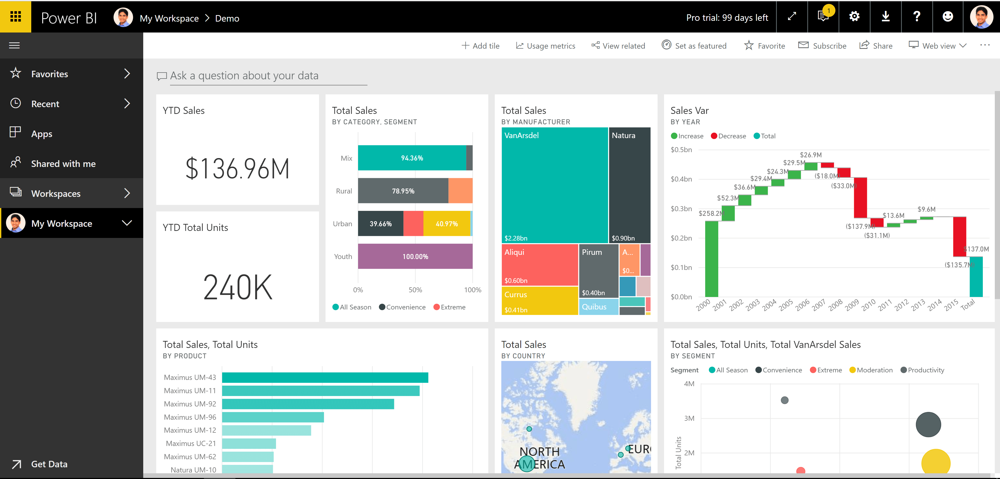 Power BI
My Workspace > Demo
Pro trial: 99 days left
1
?
Add tile
Usage metrics
View related
Set as featured
Favorite
Subscribe
Share
Web view
...
Favorites
Recent
Apps
Shared with me
Workspaces
My Workspace
Get Data
Ask a question about your data
YTD Sales
$136.96M
YTD Total Units
240K
Total Sales
BY CATEGORY, SEGMENT
Mix
94.36%
Rural
78.95%
Urban
39.66%
40.97%
Youth
100.00%
0%
50%
100%
All Season
Convenience
Extreme
Total Sales
BY MANUFACTURER
VanArsdel
$2.28bn
Natura
$0.90bn
Aliqui
$0.60bn
Pirum
$0.40bn
A...
$0...
Currus
$0.41bn
Quibus
Sales Var
BY YEAR
Increase
Decrease
Total
$0.5bn
$0.4bn
$0.3bn
$0.2bn
$0.1bn
$0.0bn
$258.2M
$52.3M
$36.6M
$29.4M
$24.3M
$29.5M
$26.9M
($18.0M)
($33.0M)
($137.9M)
($31.1M)
$13.6M
$9.6M
($135.7M)
$137.0M
2000
2001
2002
2003
2004
2005
2006
2007
2008
2009
2010
2011
2012
2013
2014
2015
Total
Total Sales, Total Units
BY PRODUCT
Maximus UM-43
Maximus UM-11
Maximus UM-92
Maximus UM-96
Maximus UM-12
Maximus UC-21
Maximus UM-62
Natura UM-10
Total Sales
BY COUNTRY
NORTH
AMERICA
EUR
Total Sales, Total Units, Total VanArsdel Sales
BY SEGMENT
Segment
All Season
Convenience
Extreme
Moderation
Productivity
4M
3M
2M
Total Units